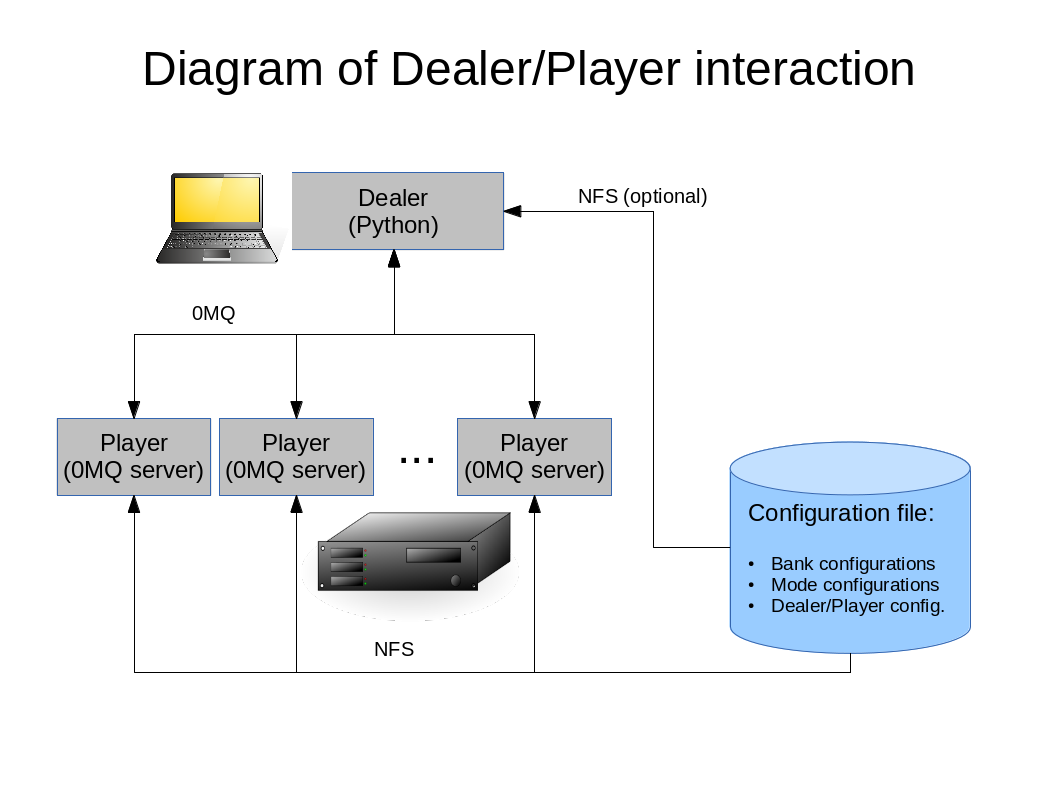 Diagram of Dealer/Player interaction
Dealer
(Python)
NFS (optional)
0MQ
Player
(0MQ server)
Player
(0MQ server)
...
Player
(0MQ server)
Configuration file:
• Bank configurations
• Mode configurations
• Dealer/Player config.
NFS